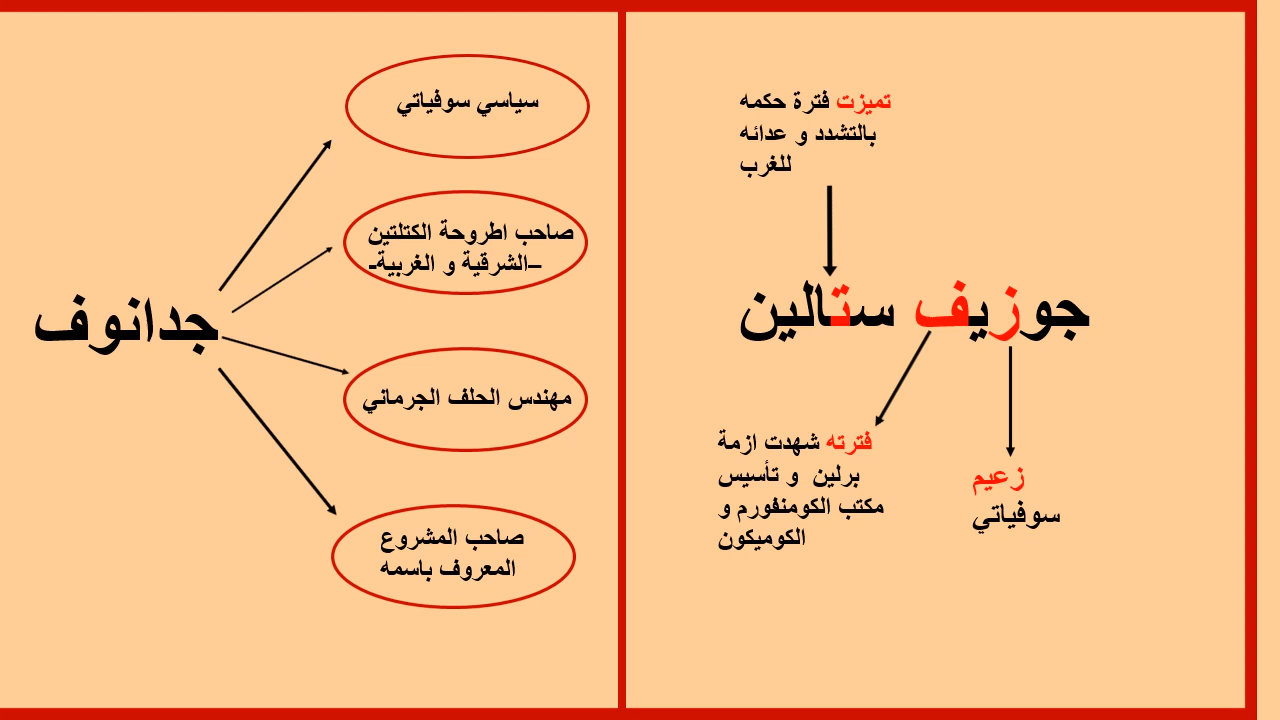 تميزت فترة حكمه
بالتشدد و عدائه
للغرب
جوزيف ستالين
فترته شهدت ازمة
برلين و تأسيس
مكتب الكومنفورم و
الكوميكون
زعيم
سوفياتي
جدانوف
سياسي سوفياتي
صاحب اطروحة الكتلتين
–الشرقية و الغربية-
مهندس الحلف الجرماني
صاحب المشروع
المعروف باسمه